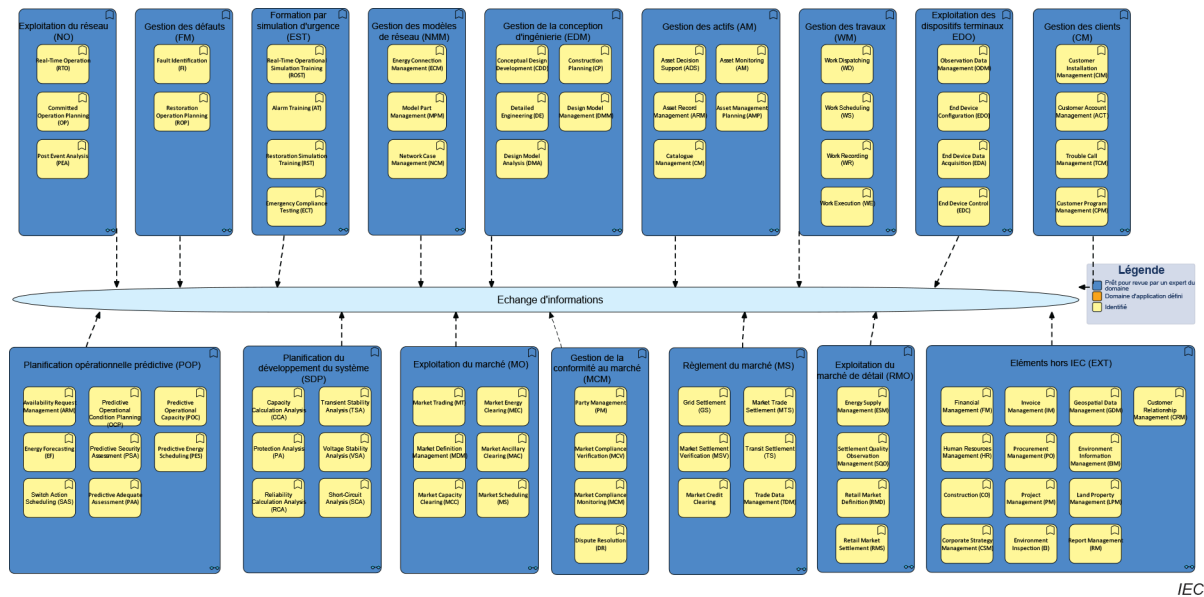 Exploitation du réseau
(NO)
Real-Time Operation
(RTO)
Committed
Operation Planning
(OP)
Post Event Analysis
(PEA)
Gestion des défauts
(FM)
Fault Identification
(FI)
Restoration
Operation Planning
(ROP)
Formation par
simulation d'urgence
(EST)
Real-Time Operational
Simulation Training (ROST)
Alarm Training (AT)
Restoration Simulation
Training (RST)
Emergency Compliance
Testing (ECT)
Gestion des modèles
de réseau (NMM)
Energy Connection
Management (ECM)
Model Part
Management (MPM)
Network Case
Management (NCM)
Gestion de la conception
d'ingénierie (EDM)
Conceptual Design
Development (CDD)
Construction
Planning (CP)
Detailed
Engineering (DE)
Design Model
Management (DMM)
Design Model
Analysis (DMA)
Gestion des actifs (AM)
Asset Decision
Support (ADS)
Asset Monitoring
(AM)
Asset Record
Management (ARM)
Asset Management
Planning (AMP)
Catalogue
Management (CM)
Gestion des travaux
(WM)
Work Dispatching
(WD)
Work Scheduling
(WS)
Work Recording
(WR)
Work Execution (WE)
Exploitation des
dispositifs terminaux
EDO)
Observation Data
Management (ODM)
End Device
Configuration (EDO)
End Device Data
Acquisition (EDA)
End Device Control
(EDC)
Gestion des clients
(CM)
Customer
Installation
Management (CIM)
Customer Account
Management (ACT)
Trouble Call
Management (TCM)
Customer Program
Management (CPM)
Légende
Prêt pour revue par un expert du
domaine
Domaine d'application défini
Identifié
Echange d'informations
Planification opérationnelle prédictive (POP)
Availability Request
Management (ARM)
Predictive
Operational
Condition Planning
(OCP)
Predictive
Operational
Capacity (POC)
Energy Forecasting
(EF)
Predictive Security
Assessment (PSA)
Predictive Energy
Scheduling (PES)
Switch Action
Scheduling (SAS)
Predictive Adequate
Assessment (PAA)
Planification du
développement du système
(SDP)
Capacity
Calculation Analysis
(CCA)
Transient Stability
Analysis (TSA)
Protection Analysis
(PA)
Voltage Stability
Analysis (VSA)
Reliability
Calculation Analysis
(RCA)
Short-Circuit
Analysis (SCA)
Exploitation du marché (MO)
Market Trading (MT)
Market Energy
Clearing (MEC)
Market Definition
Management (MDM)
Market Ancillary
Clearing (MAC)
Market Capacity
Clearing (MCC)
Market Scheduling
(MS)
Gestion de la
conformité au marché
(MCM)
Party Management
(PM)
Market Compliance
Verification (MCV)
Market Compliance
Monitoring (MCM)
Dispute Resolution
(DR)
Règlement du marché (MS)
Grid Settlement
(GS)
Market Trade
Settlement (MTS)
Market Settlement
Verification (MSV)
Transit Settlement
(TS)
Market Credit
Clearing
Trade Data
Management (TDM)
Exploitation du
marché de détail (RMO)
Energy Supply
Management (ESM)
Settlement Quality
Observation
Management (SQO)
Retail Market
Definition (RMD)
Retail Market
Settlement (RMS)
Eléments hors IEC (EXT)
Financial
Management (FM)
Invoice
Management (IM)
Geospatial Data
Management (GDM)
Customer
Relationship
Management (CRM)
Human Resources
Management (HR)
Procurement
Management (PO)
Environment
Information
Management (EIM)
Construction (CO)
Project
Management (PM)
Land Property
Management (LPM)
Corporate Strategy
Management (CSM)
Environment
Inspection (EI)
Report Management
(RM)
IEC